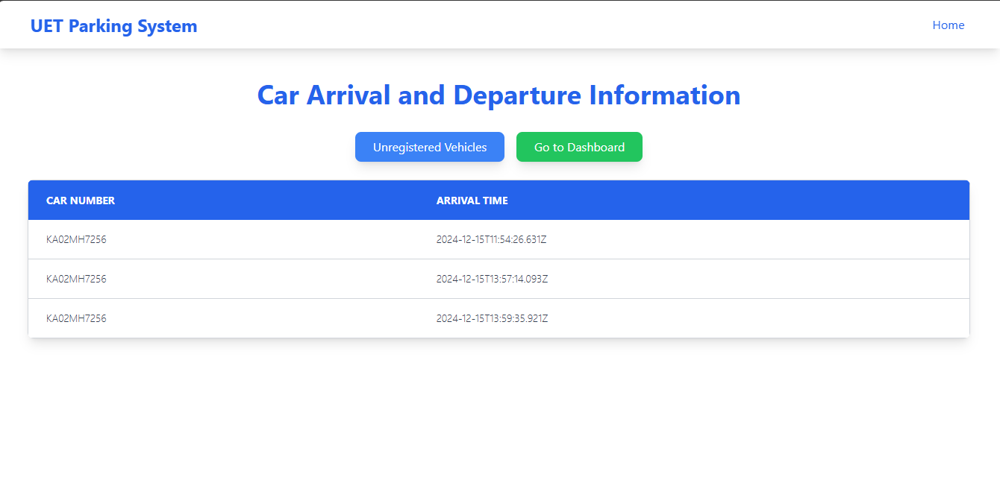 UET Parking System Home
Car Arrival and Departure Information
Unregistered Vehicles Go to Dashboard
CAR NUMBER ARRIVAL TIME
KA02MH7256 2024-12-15T11:54:26.631Z
KA02MH7256 2024-12-15T13:57:14.093Z
KA02MH7256 2024-12-15T13:59:35.921Z